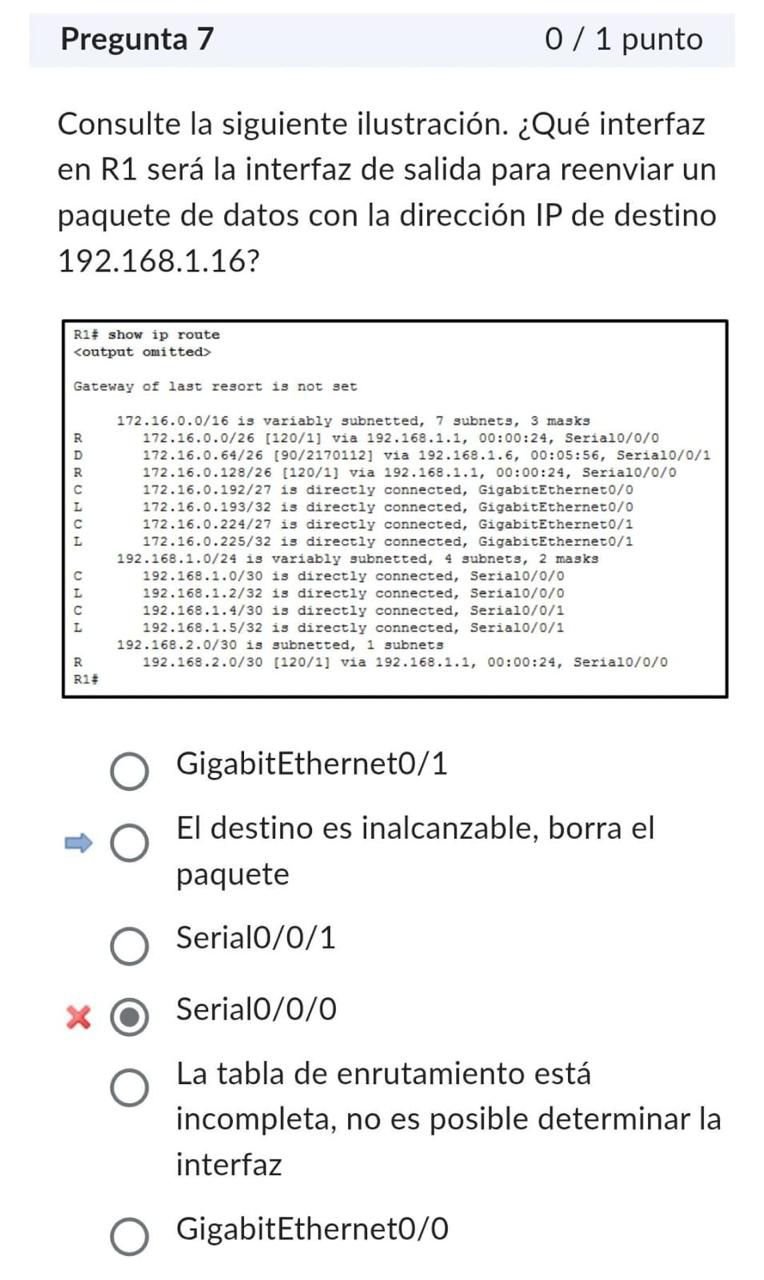 Pregunta 7
0 / 1 punto
Consulte la siguiente ilustración. ¿Qué interfaz
en R1 será la interfaz de salida para reenviar un
paquete de datos con la dirección IP de destino
192.168.1.16?
R1# show ip route
<output omitted>
Gateway of last resort is not set
172.16.0.0/16 is variably subnetted, 7 subnets, 3 masks
R 172.16.0.0/26 [120/1] via 192.168.1.1, 00:00:24, Serial0/0/0
D 172.16.0.64/26 [90/2170112] via 192.168.1.6, 00:05:56, Serial0/0/1
R 172.16.0.128/26 [120/1] via 192.168.1.1, 00:00:24, Serial0/0/0
C 172.16.0.192/27 is directly connected, GigabitEthernet0/0
L 172.16.0.193/32 is directly connected, GigabitEthernet0/0
C 172.16.0.224/27 is directly connected, GigabitEthernet0/1
L 172.16.0.225/32 is directly connected, GigabitEthernet0/1
192.168.1.0/24 is variably subnetted, 4 subnets, 2 masks
C 192.168.1.0/30 is directly connected, Serial0/0/0
L 192.168.1.2/32 is directly connected, Serial0/0/0
C 192.168.1.4/30 is directly connected, Serial0/0/1
L 192.168.1.5/32 is directly connected, Serial0/0/1
192.168.2.0/30 is subnetted, 1 subnets
R 192.168.2.0/30 [120/1] via 192.168.1.1, 00:00:24, Serial0/0/0
R1#
GigabitEthernet0/1
El destino es inalcanzable, borra el
paquete
Serial0/0/1
Serial0/0/0
La tabla de enrutamiento está
incompleta, no es posible determinar la
interfaz
GigabitEthernet0/0